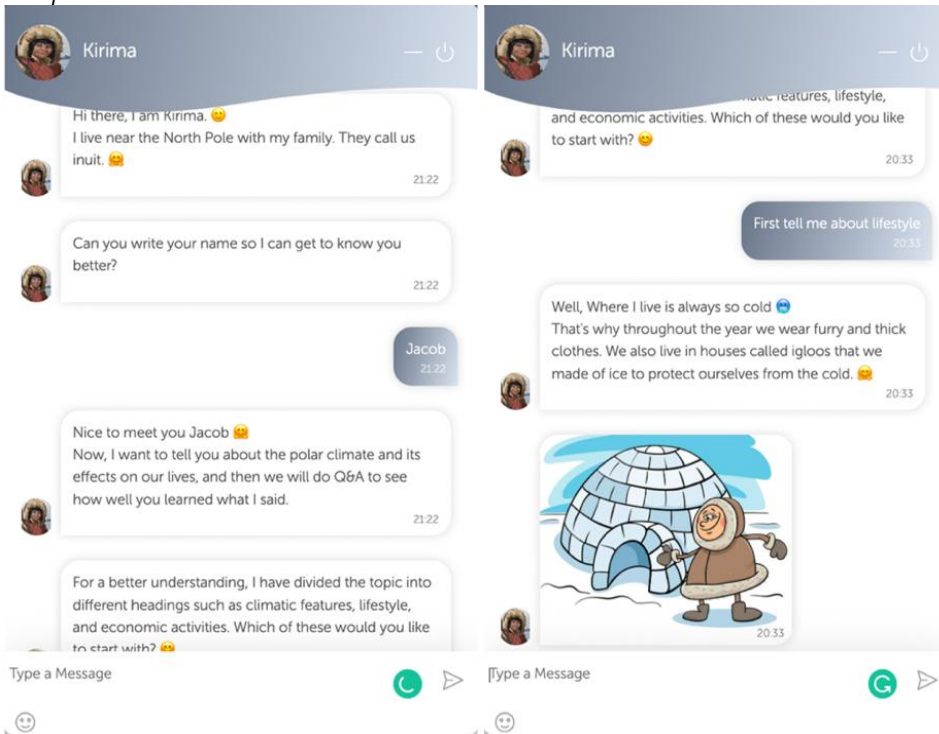 Kirima
Hi there, I am Kirima. 😊
I live near the North Pole with my family. They call us
inuit. 🤗
21:22
Can you write your name so I can get to know you
better?
21:22
Jacob
21:22
Nice to meet you Jacob 🤗
Now, I want to tell you about the polar climate and its
effects on our lives, and then we will do Q&A to see
how well you learned what I said.
21:22
For a better understanding, I have divided the topic into
different headings such as climatic features, lifestyle,
and economic activities. Which of these would you like
to start with? 🤗
Type a Message
Kirima
features, lifestyle,
and economic activities. Which of these would you like
to start with? 😊
20:33
First tell me about lifestyle
20:33
Well, Where I live is always so cold 🥶
That's why throughout the year we wear furry and thick
clothes. We also live in houses called igloos that we
made of ice to protect ourselves from the cold. 🤗
20:33
20:33
Type a Message